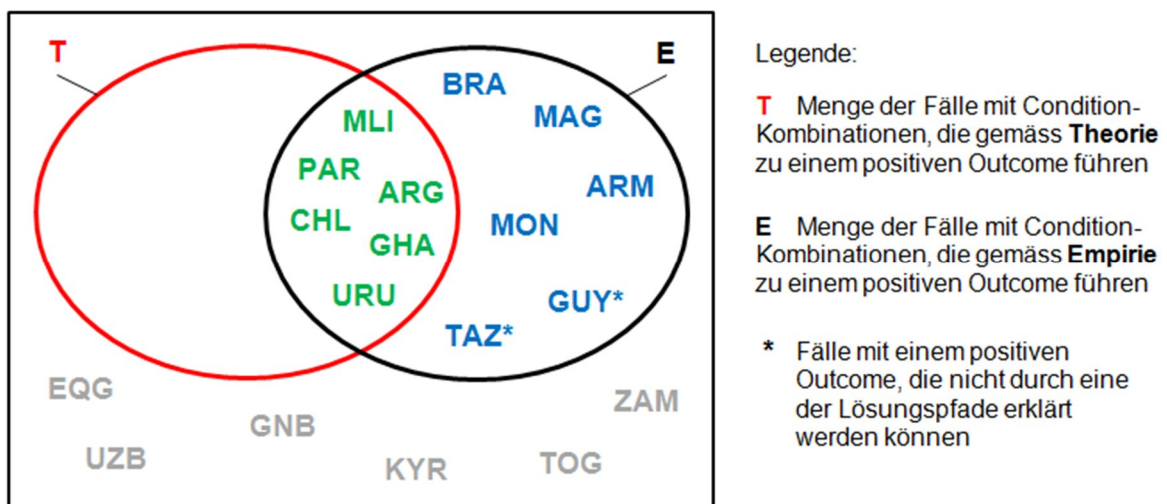 T
E
BRA
MLI
MAG
PAR
ARG
ARM
CHL
MON
GHA
URU
GUY*
TAZ*
EQG
GNB
ZAM
UZB
KYR
TOG
Legende:
T Menge der Fälle mit Condition-
Kombinationen, die gemäss Theorie
zu einem positiven Outcome führen
E Menge der Fälle mit Condition-
Kombinationen, die gemäss Empirie
zu einem positiven Outcome führen
* Fälle mit einem positiven
Outcome, die nicht durch eine
der Lösungspfade erklärt
werden können